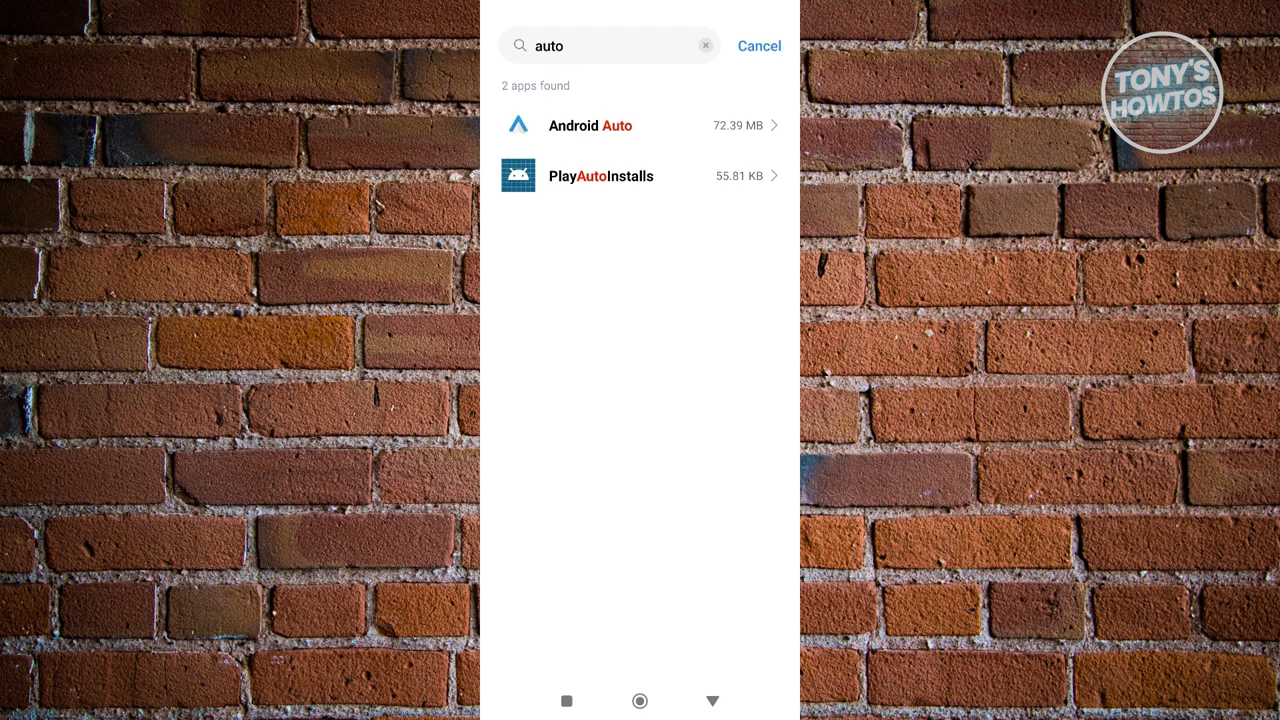 auto
Cancel
2 apps found
Android Auto
72.39 MB
PlayAutoInstalls
55.81 KB
TONY'S
HOWTOS